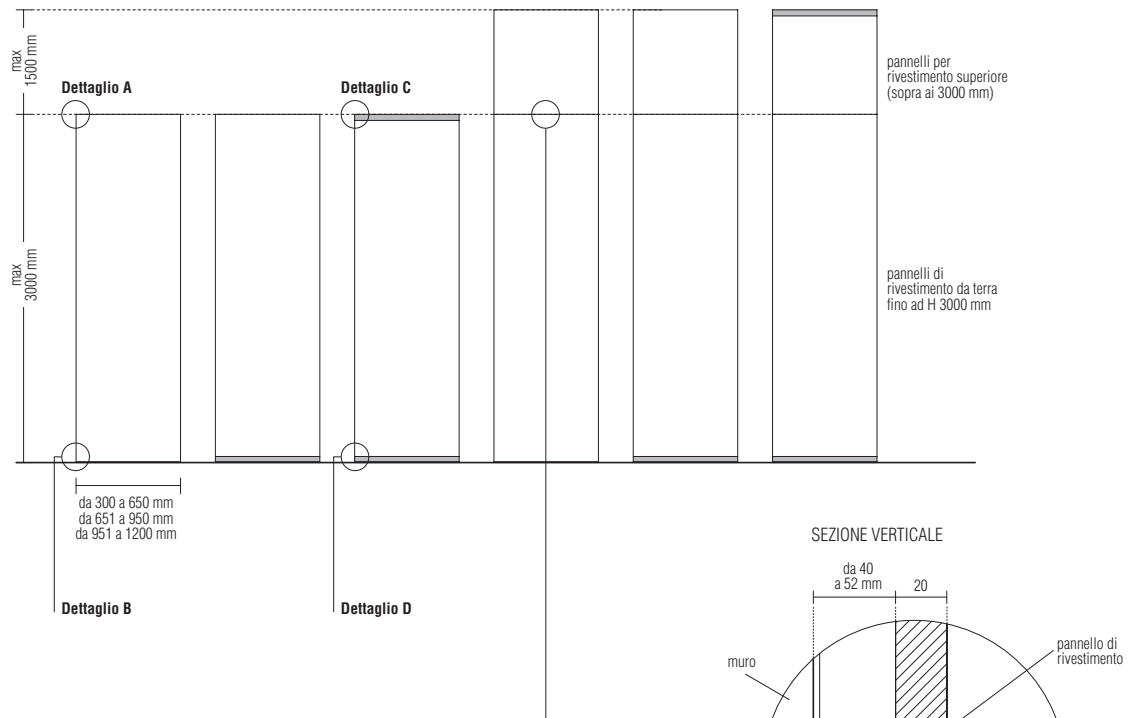 max
1500 mm
Dettaglio A
Dettaglio C
pannelli per
rivestimento superiore
(sopra ai 3000 mm)
max
3000 mm
pannelli di
rivestimento da terra
fino ad H 3000 mm
da 300 a 650 mm
da 651 a 950 mm
da 951 a 1200 mm
Dettaglio B
Dettaglio D
SEZIONE VERTICALE
da 40
a 52 mm
20
muro
pannello di
rivestimento